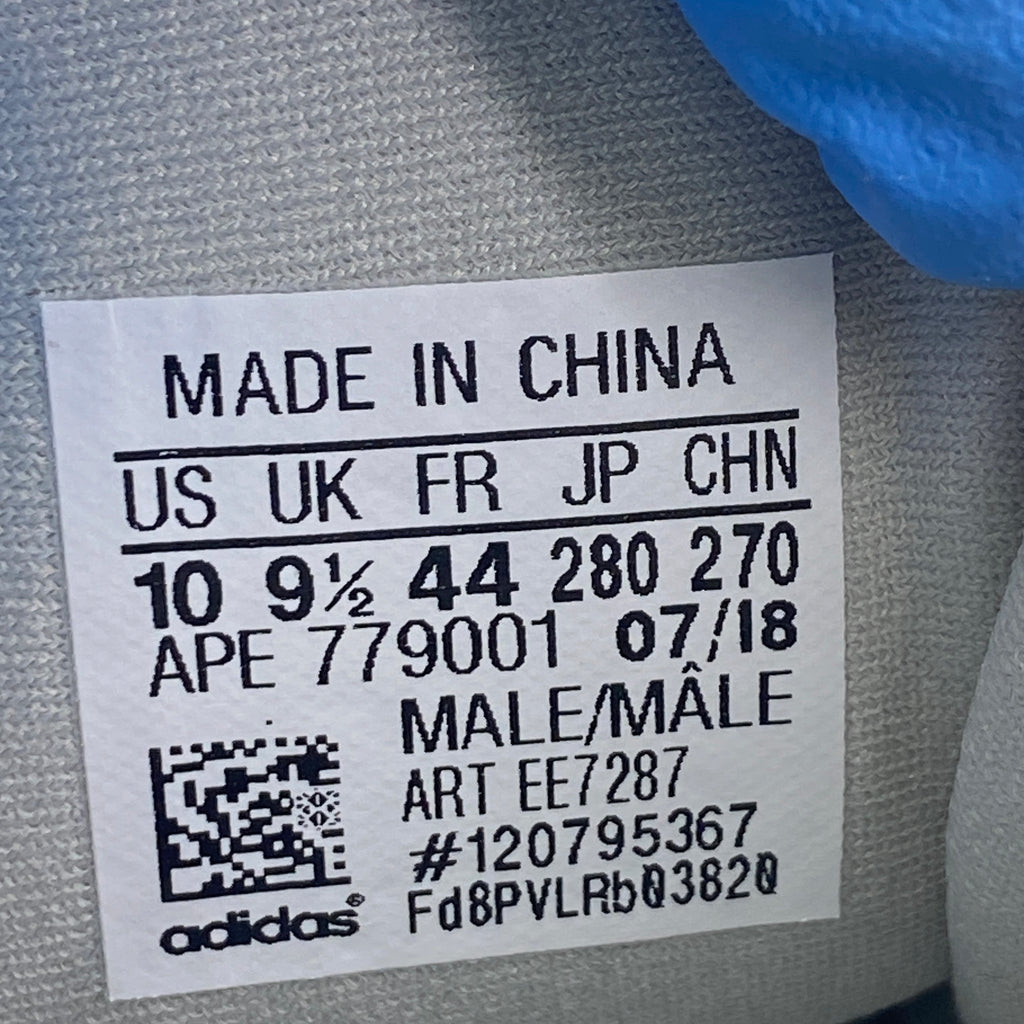 MADE IN CHINA
US UK FR JP CHN
10 9½ 44 280 270
APE 779001 07/18
MALE/MÂLE
ART EE7287
#120795367
Fd8PVLRb03820
adidas®